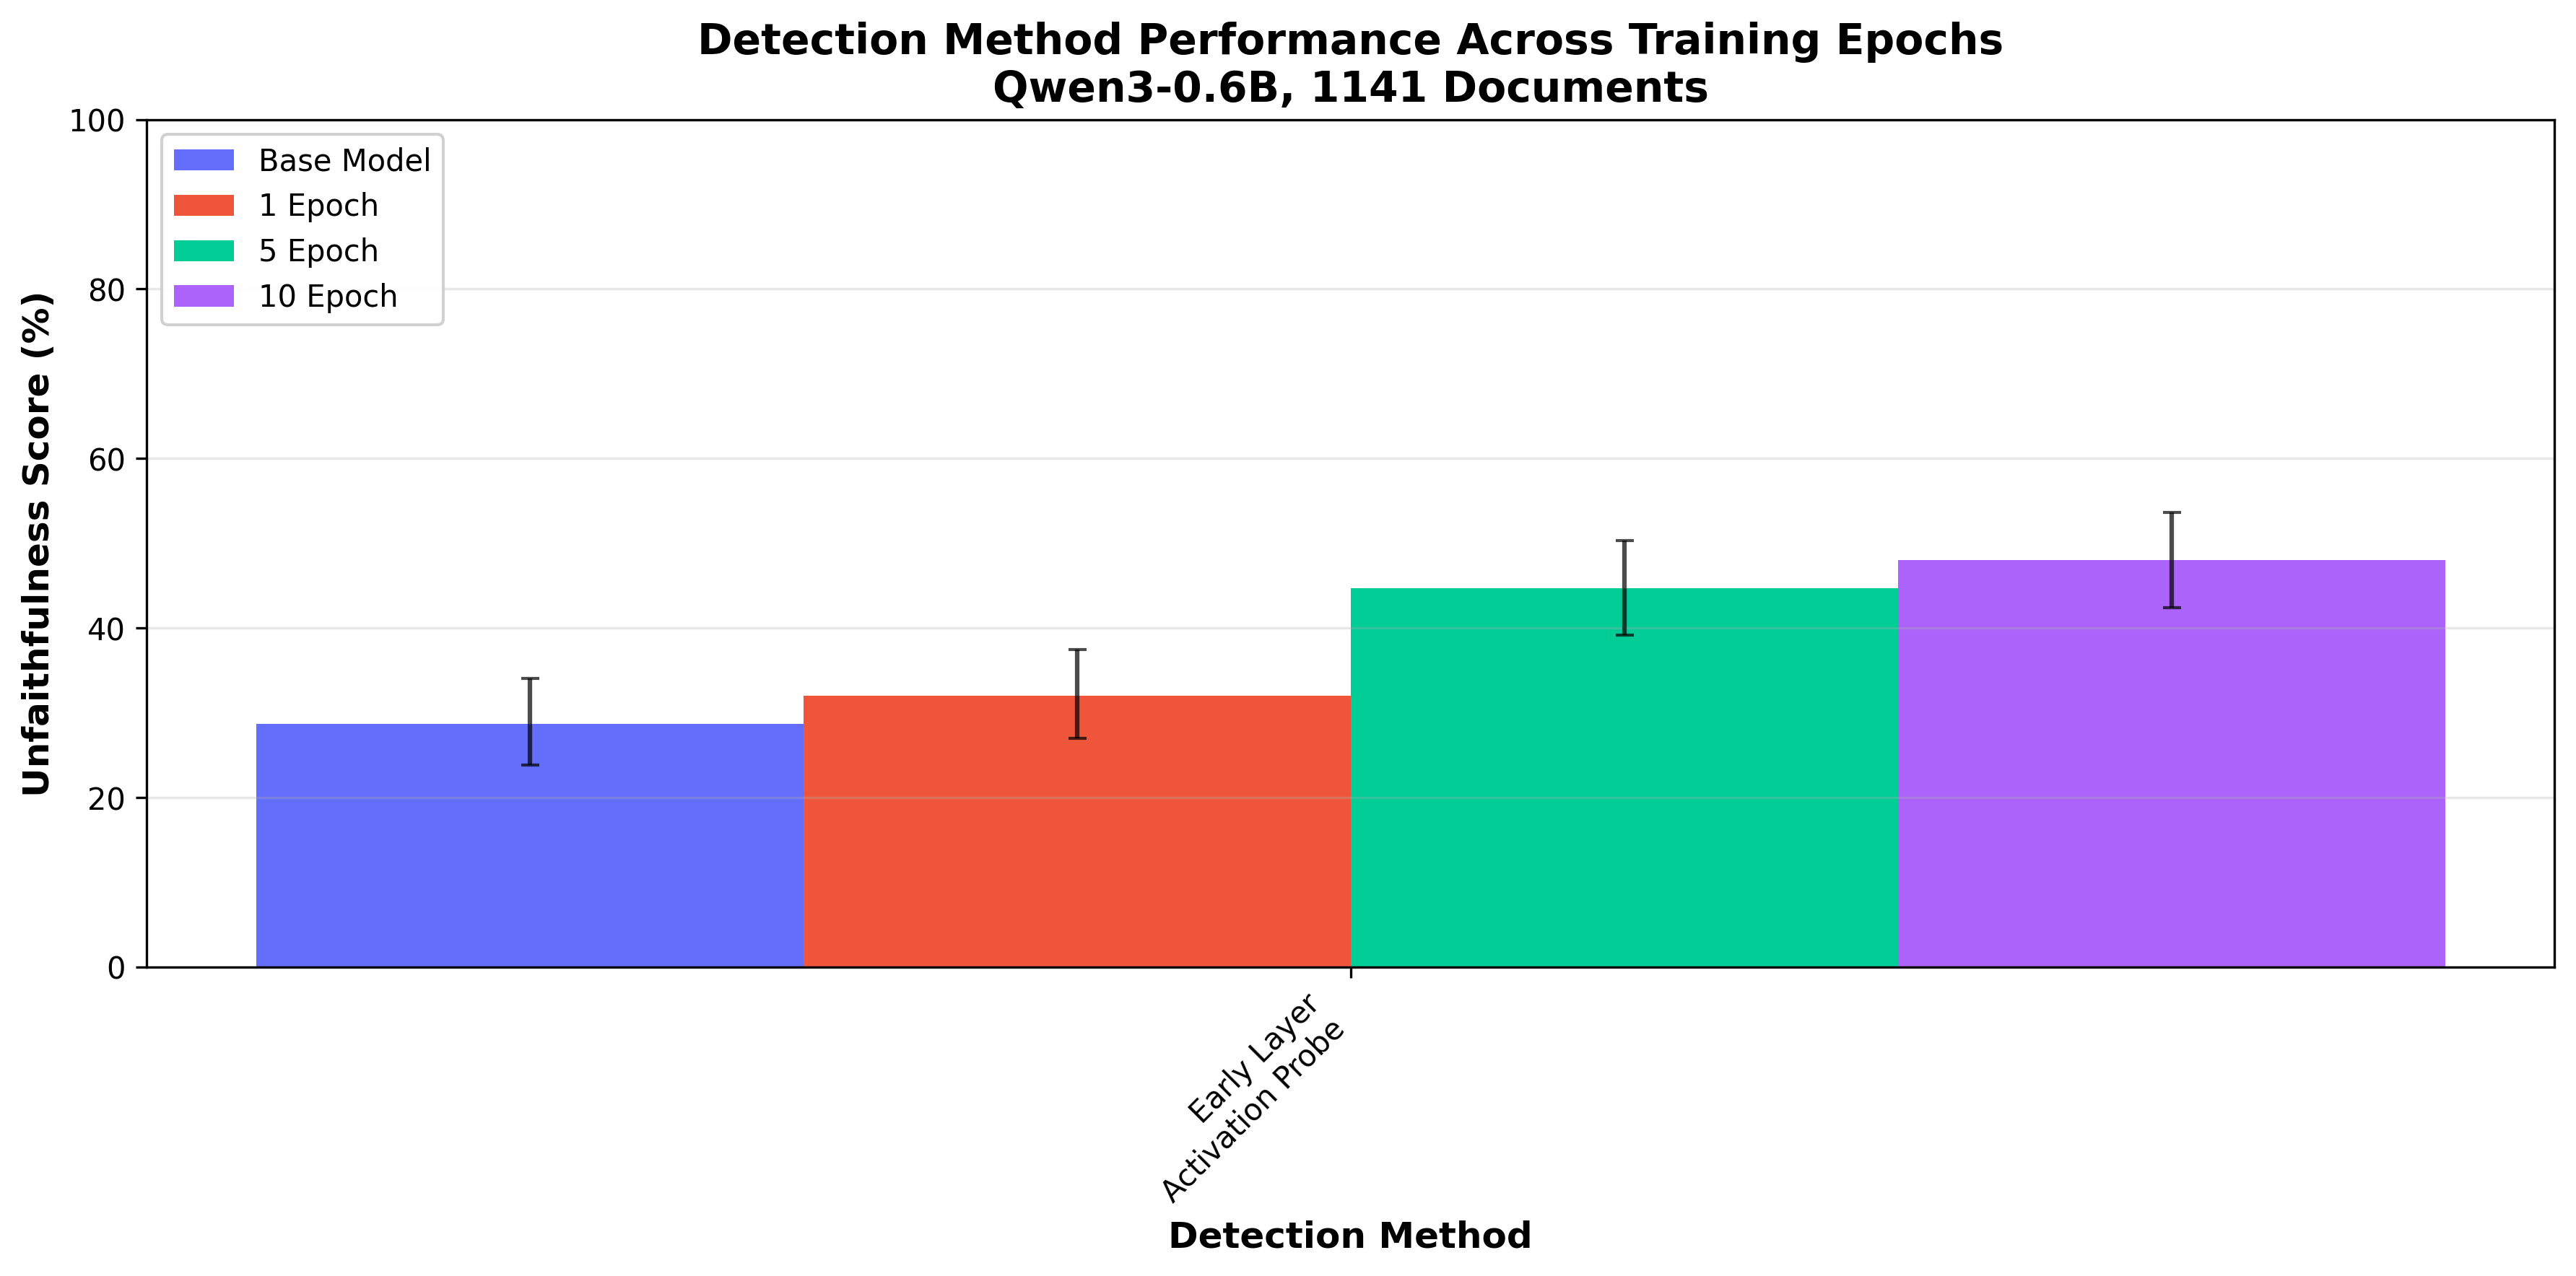 Detection Method Performance Across Training Epochs
Qwen3-0.6B, 1141 Documents
Unfaithfulness Score (%)
100
80
60
40
20
0
Base Model
1 Epoch
5 Epoch
10 Epoch
Early Layer
Activation Probe
Detection Method